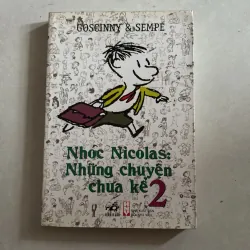 GOSCINNY & SEMPÉ
Nhóc Nicolas:
Những chuyện
chưa kể 2